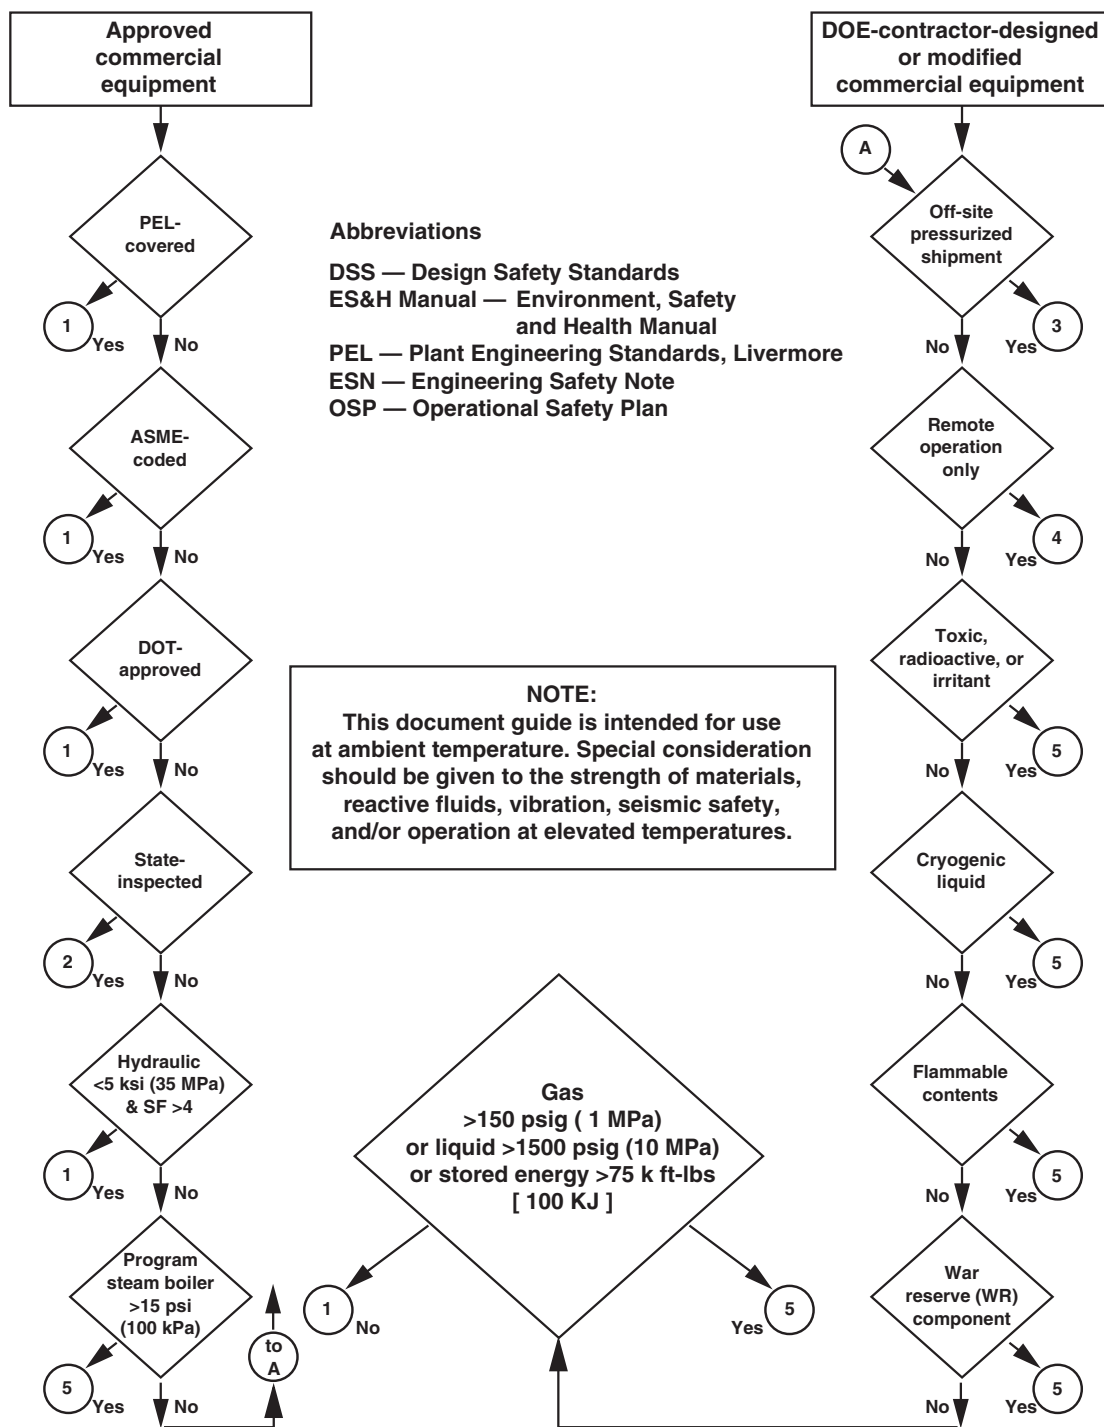 Approved
commercial
equipment
PEL-
covered
1
Yes
No
ASME-
coded
1
Yes
No
DOT-
approved
1
Yes
No
State-
inspected
2
Yes
No
Hydraulic
<5 ksi (35 MPa)
& SF >4
1
Yes
No
Program
steam boiler
>15 psi
(100 kPa)
5
Yes
No
to
A
Abbreviations
DSS — Design Safety Standards
ES&H Manual — Environment, Safety
and Health Manual
PEL — Plant Engineering Standards, Livermore
ESN — Engineering Safety Note
OSP — Operational Safety Plan
NOTE:
This document guide is intended for use
at ambient temperature. Special consideration
should be given to the strength of materials,
reactive fluids, vibration, seismic safety,
and/or operation at elevated temperatures.
Gas
>150 psig ( 1 MPa)
or liquid >1500 psig (10 MPa)
or stored energy >75 k ft-lbs
[ 100 KJ ]
1
No
5
Yes
DOE-contractor-designed
or modified
commercial equipment
A
Off-site
pressurized
shipment
3
No
Yes
Remote
operation
only
4
No
Yes
Toxic,
radioactive, or
irritant
5
No
Yes
Cryogenic
liquid
5
No
Yes
Flammable
contents
5
No
Yes
War
reserve (WR)
component
5
No
Yes